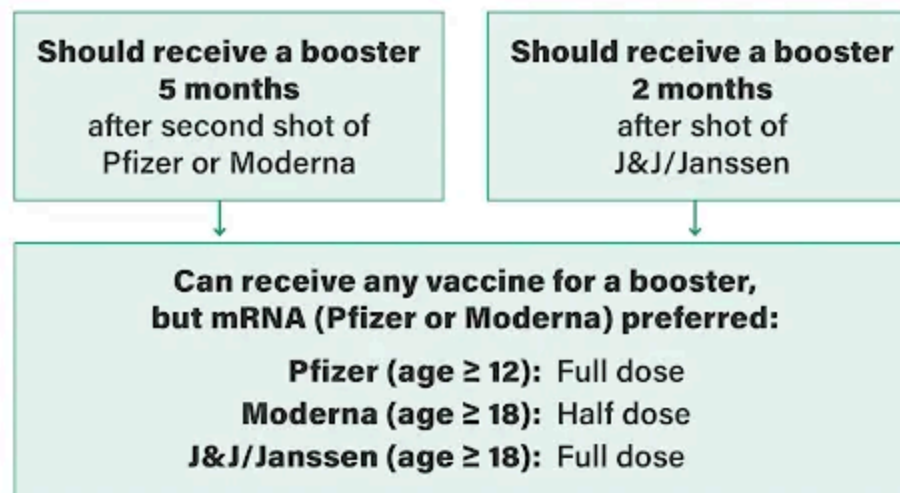 Should receive a booster
5 months
after second shot of
Pfizer or Moderna
Should receive a booster
2 months
after shot of
J&J/Janssen
Can receive any vaccine for a booster,
but mRNA (Pfizer or Moderna) preferred:
Pfizer (age ≥ 12): Full dose
Moderna (age ≥ 18): Half dose
J&J/Janssen (age ≥ 18): Full dose